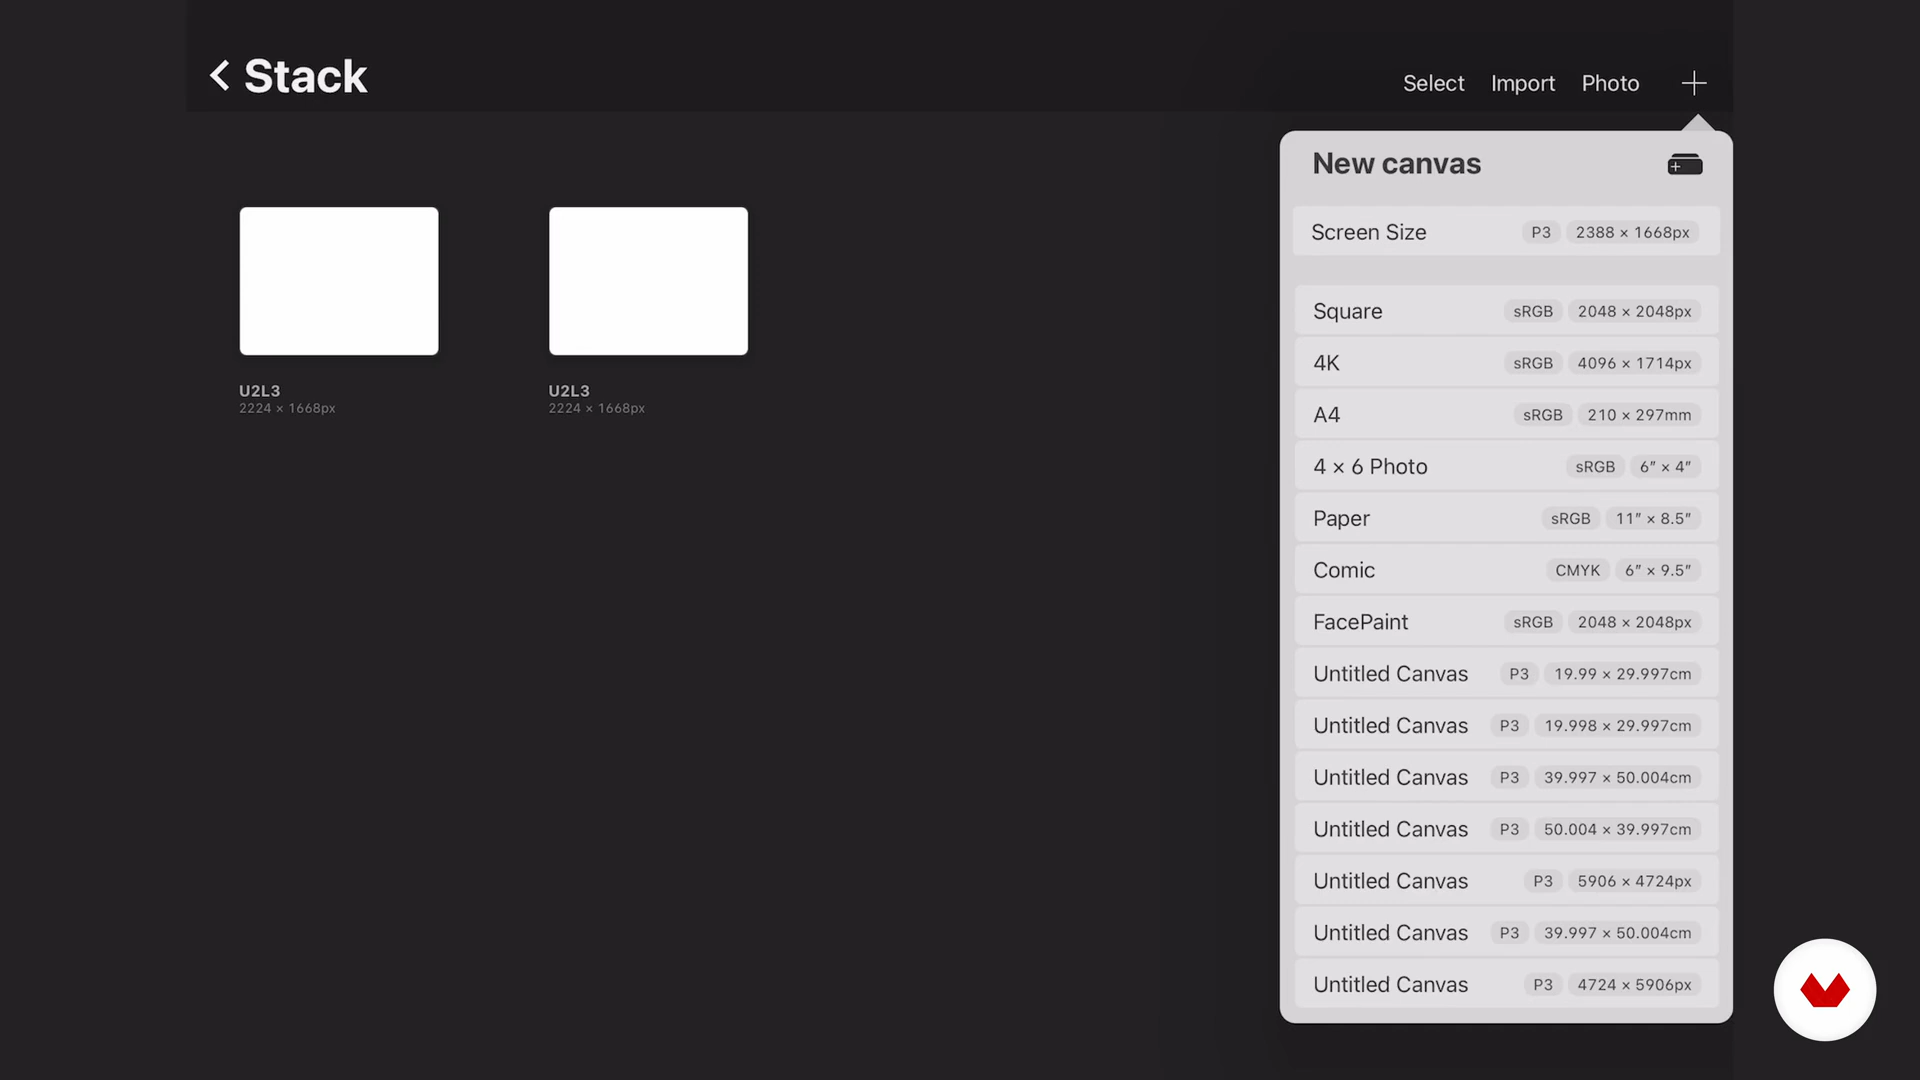 Stack
Select Import Photo
New canvas
Screen Size P3 2388 × 1668px
Square sRGB 2048 × 2048px
4K sRGB 4096 × 1714px
A4 sRGB 210 × 297mm
4 × 6 Photo sRGB 6″ × 4″
Paper sRGB 11″ × 8.5″
Comic CMYK 6″ × 9.5″
FacePaint sRGB 2048 × 2048px
Untitled Canvas P3 19.99 × 29.997cm
Untitled Canvas P3 19.998 × 29.997cm
Untitled Canvas P3 39.997 × 50.004cm
Untitled Canvas P3 50.004 × 39.997cm
Untitled Canvas P3 5906 × 4724px
Untitled Canvas P3 39.997 × 50.004cm
Untitled Canvas P3 4724 × 5906px
U2L3
2224 × 1668px
U2L3
2224 × 1668px